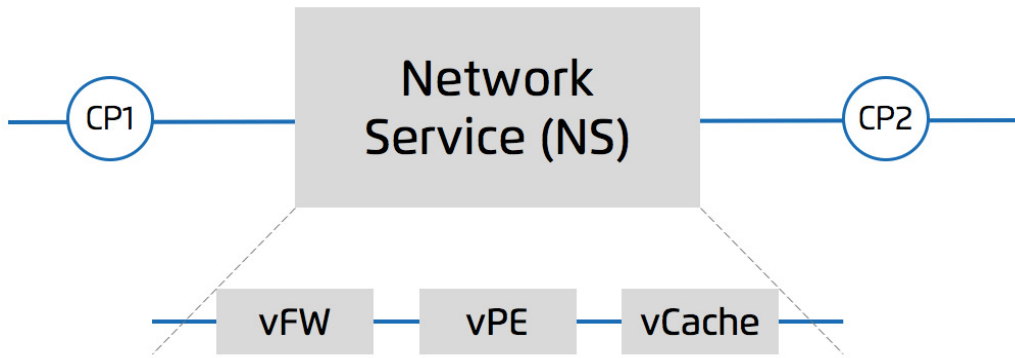 Network
Service (NS)
CP1
CP2
vFW
vPE
vCache